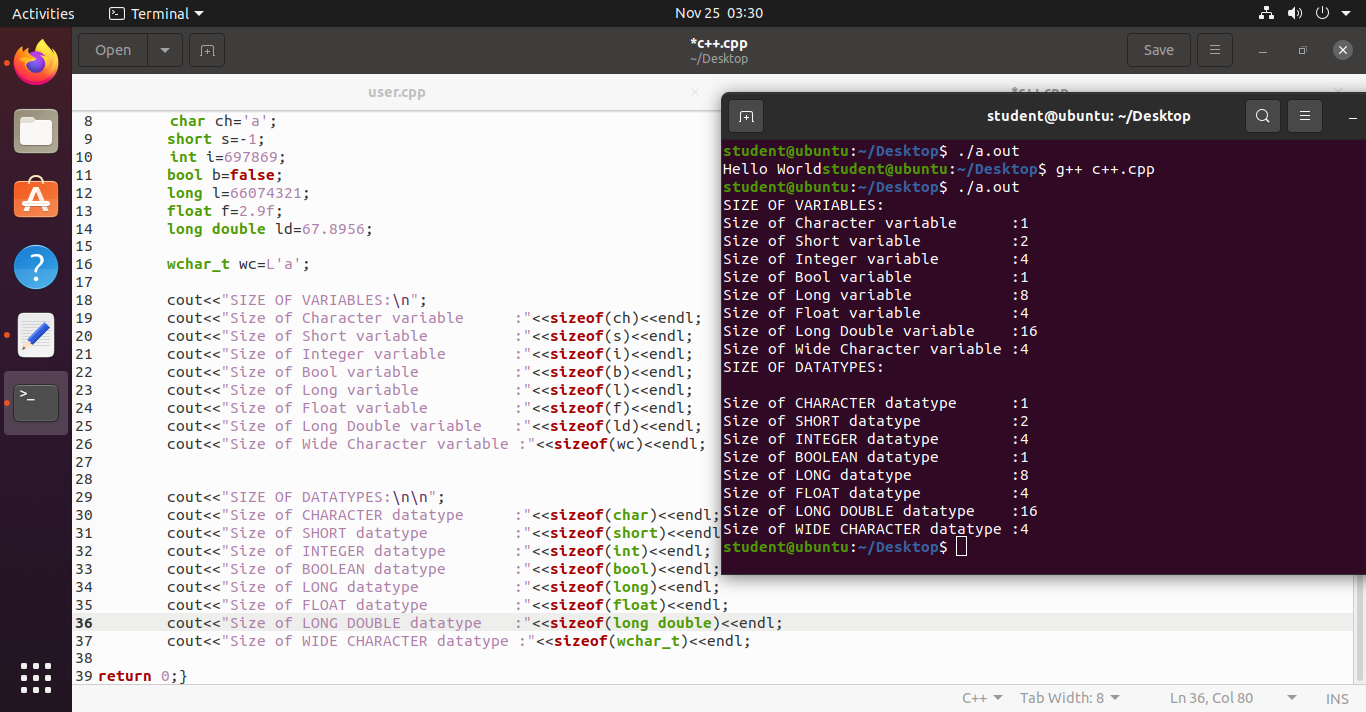 Activities Terminal Nov 25 03:30
Open *c++.cpp Save
~/Desktop
user.cpp *c++.cpp
8 char ch='a';
9 short s=-1;
10 int i=697869;
11 bool b=false;
12 long l=66074321;
13 float f=2.9f;
14 long double ld=67.8956;
15
16 wchar_t wc=L'a';
17
18 cout<<"SIZE OF VARIABLES:\n";
19 cout<<"Size of Character variable :"<<sizeof(ch)<<endl;
20 cout<<"Size of Short variable :"<<sizeof(s)<<endl;
21 cout<<"Size of Integer variable :"<<sizeof(i)<<endl;
22 cout<<"Size of Bool variable :"<<sizeof(b)<<endl;
23 cout<<"Size of Long variable :"<<sizeof(l)<<endl;
24 cout<<"Size of Float variable :"<<sizeof(f)<<endl;
25 cout<<"Size of Long Double variable :"<<sizeof(ld)<<endl;
26 cout<<"Size of Wide Character variable :"<<sizeof(wc)<<endl;
27
28
29 cout<<"SIZE OF DATATYPES:\n\n";
30 cout<<"Size of CHARACTER datatype :"<<sizeof(char)<<endl;
31 cout<<"Size of SHORT datatype :"<<sizeof(short)<<endl
32 cout<<"Size of INTEGER datatype :"<<sizeof(int)<<endl;
33 cout<<"Size of BOOLEAN datatype :"<<sizeof(bool)<<endl;
34 cout<<"Size of LONG datatype :"<<sizeof(long)<<endl;
35 cout<<"Size of FLOAT datatype :"<<sizeof(float)<<endl;
36 cout<<"Size of LONG DOUBLE datatype :"<<sizeof(long double)<<endl;
37 cout<<"Size of WIDE CHARACTER datatype :"<<sizeof(wchar_t)<<endl;
38
39 return 0;}
C++ Tab Width: 8 Ln 36, Col 80 INS
student@ubuntu: ~/Desktop
student@ubuntu:~/Desktop$ ./a.out
Hello Worldstudent@ubuntu:~/Desktop$ g++ c++.cpp
student@ubuntu:~/Desktop$ ./a.out
SIZE OF VARIABLES:
Size of Character variable :1
Size of Short variable :2
Size of Integer variable :4
Size of Bool variable :1
Size of Long variable :8
Size of Float variable :4
Size of Long Double variable :16
Size of Wide Character variable :4
SIZE OF DATATYPES:
Size of CHARACTER datatype :1
Size of SHORT datatype :2
Size of INTEGER datatype :4
Size of BOOLEAN datatype :1
Size of LONG datatype :8
Size of FLOAT datatype :4
Size of LONG DOUBLE datatype :16
Size of WIDE CHARACTER datatype :4
student@ubuntu:~/Desktop$